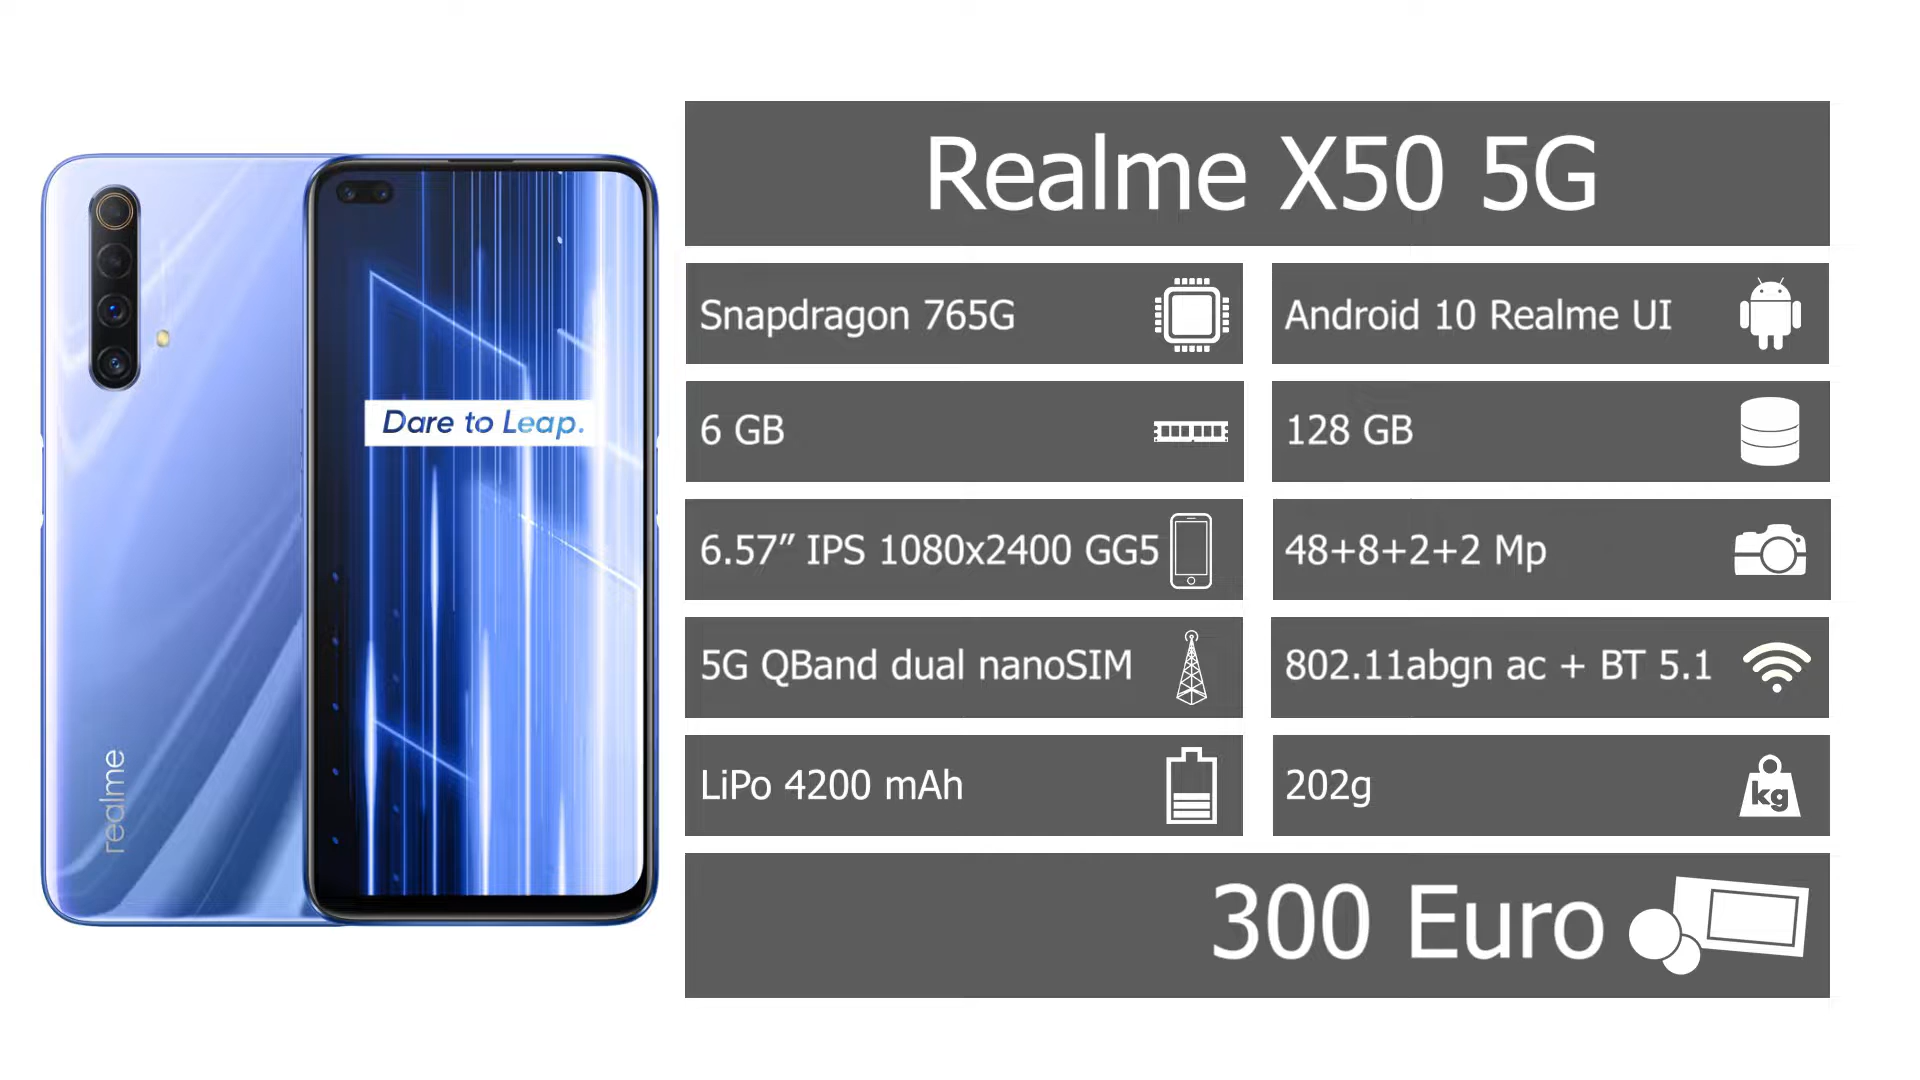 Realme X50 5G
Snapdragon 765G
Android 10 Realme UI
6 GB
128 GB
6.57” IPS 1080x2400 GG5
48+8+2+2 Mp
5G QBand dual nanoSIM
802.11abgn ac + BT 5.1
LiPo 4200 mAh
202g
kg
300 Euro
Dare to Leap.
realme